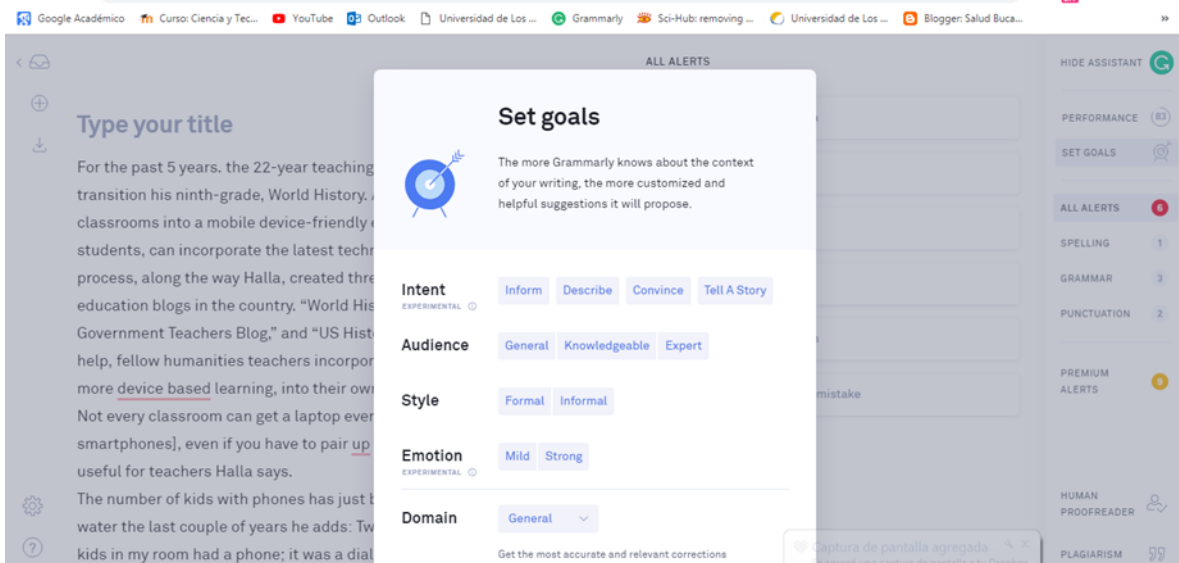 Google Académico Curso: Ciencia y Tec... YouTube Outlook Universidad de Los ... Grammarly Sci-Hub: removing ... Universidad de Los ... Blogger: Salud Buca... »
ALL ALERTS
HIDE ASSISTANT
Type your title
For the past 5 years. the 22-year teaching
transition his ninth-grade, World History.
classrooms into a mobile device-friendly
students, can incorporate the latest
process, along the way Halla, created
education blogs in the country. “World
Government Teachers Blog,” and “US
help, fellow humanities teachers
more device based learning, into their
Not every classroom can get a laptop
smartphones], even if you have to pair up
useful for teachers Halla says.
The number of kids with phones has just
water the last couple of years he adds:
kids in my room had a phone; it was a
Set goals
The more Grammarly knows about the context
of your writing, the more customized and
helpful suggestions it will propose.
Intent
EXPERIMENTAL
Inform Describe Convince Tell A Story
Audience
General Knowledgeable Expert
Style
Formal Informal
Emotion
EXPERIMENTAL
Mild Strong
Domain
General
Get the most accurate and relevant corrections
mistake
PERFORMANCE 83
SET GOALS
ALL ALERTS 6
SPELLING 1
GRAMMAR 3
PUNCTUATION 2
PREMIUM
ALERTS 9
HUMAN
PROOFREADER
PLAGIARISM
Captura de pantalla agregada